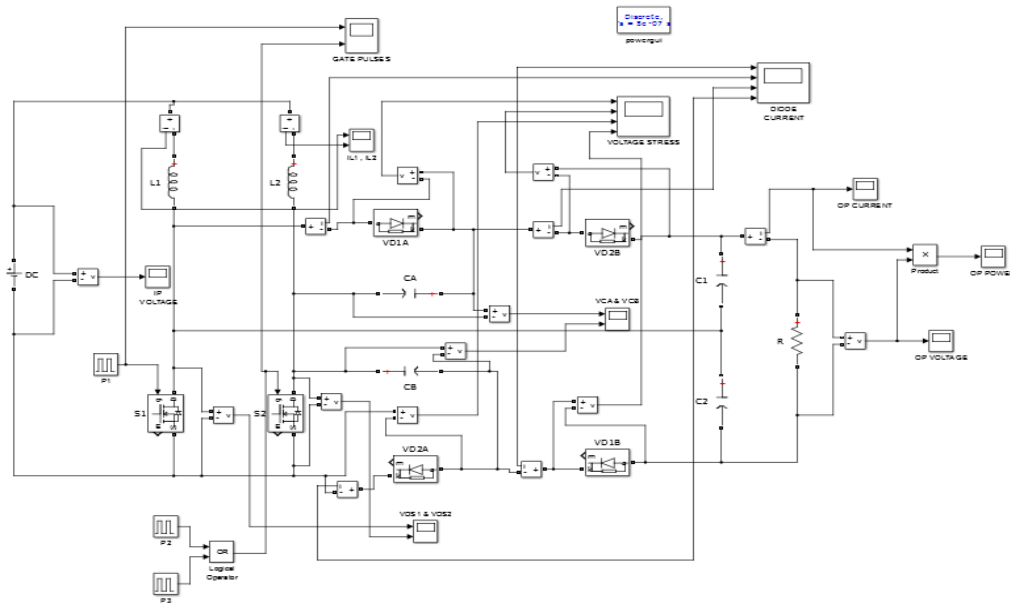 Discrete,
s = 5e-07 s
powergui
GATE PULSES
DIODE
CURRENT
VOLTAGE STRESS
IL1 , IL2
L1
L2
OP CURRENT
VD1A
VD2B
DC
IP
VOLTAGE
CA
C1
Product
OP POWE
VCA & VCB
R
OP VOLTAGE
P1
CB
S1
S2
C2
VD2A
VD1B
VDS1 & VDS2
P2
OR
Logical
Operator
P3